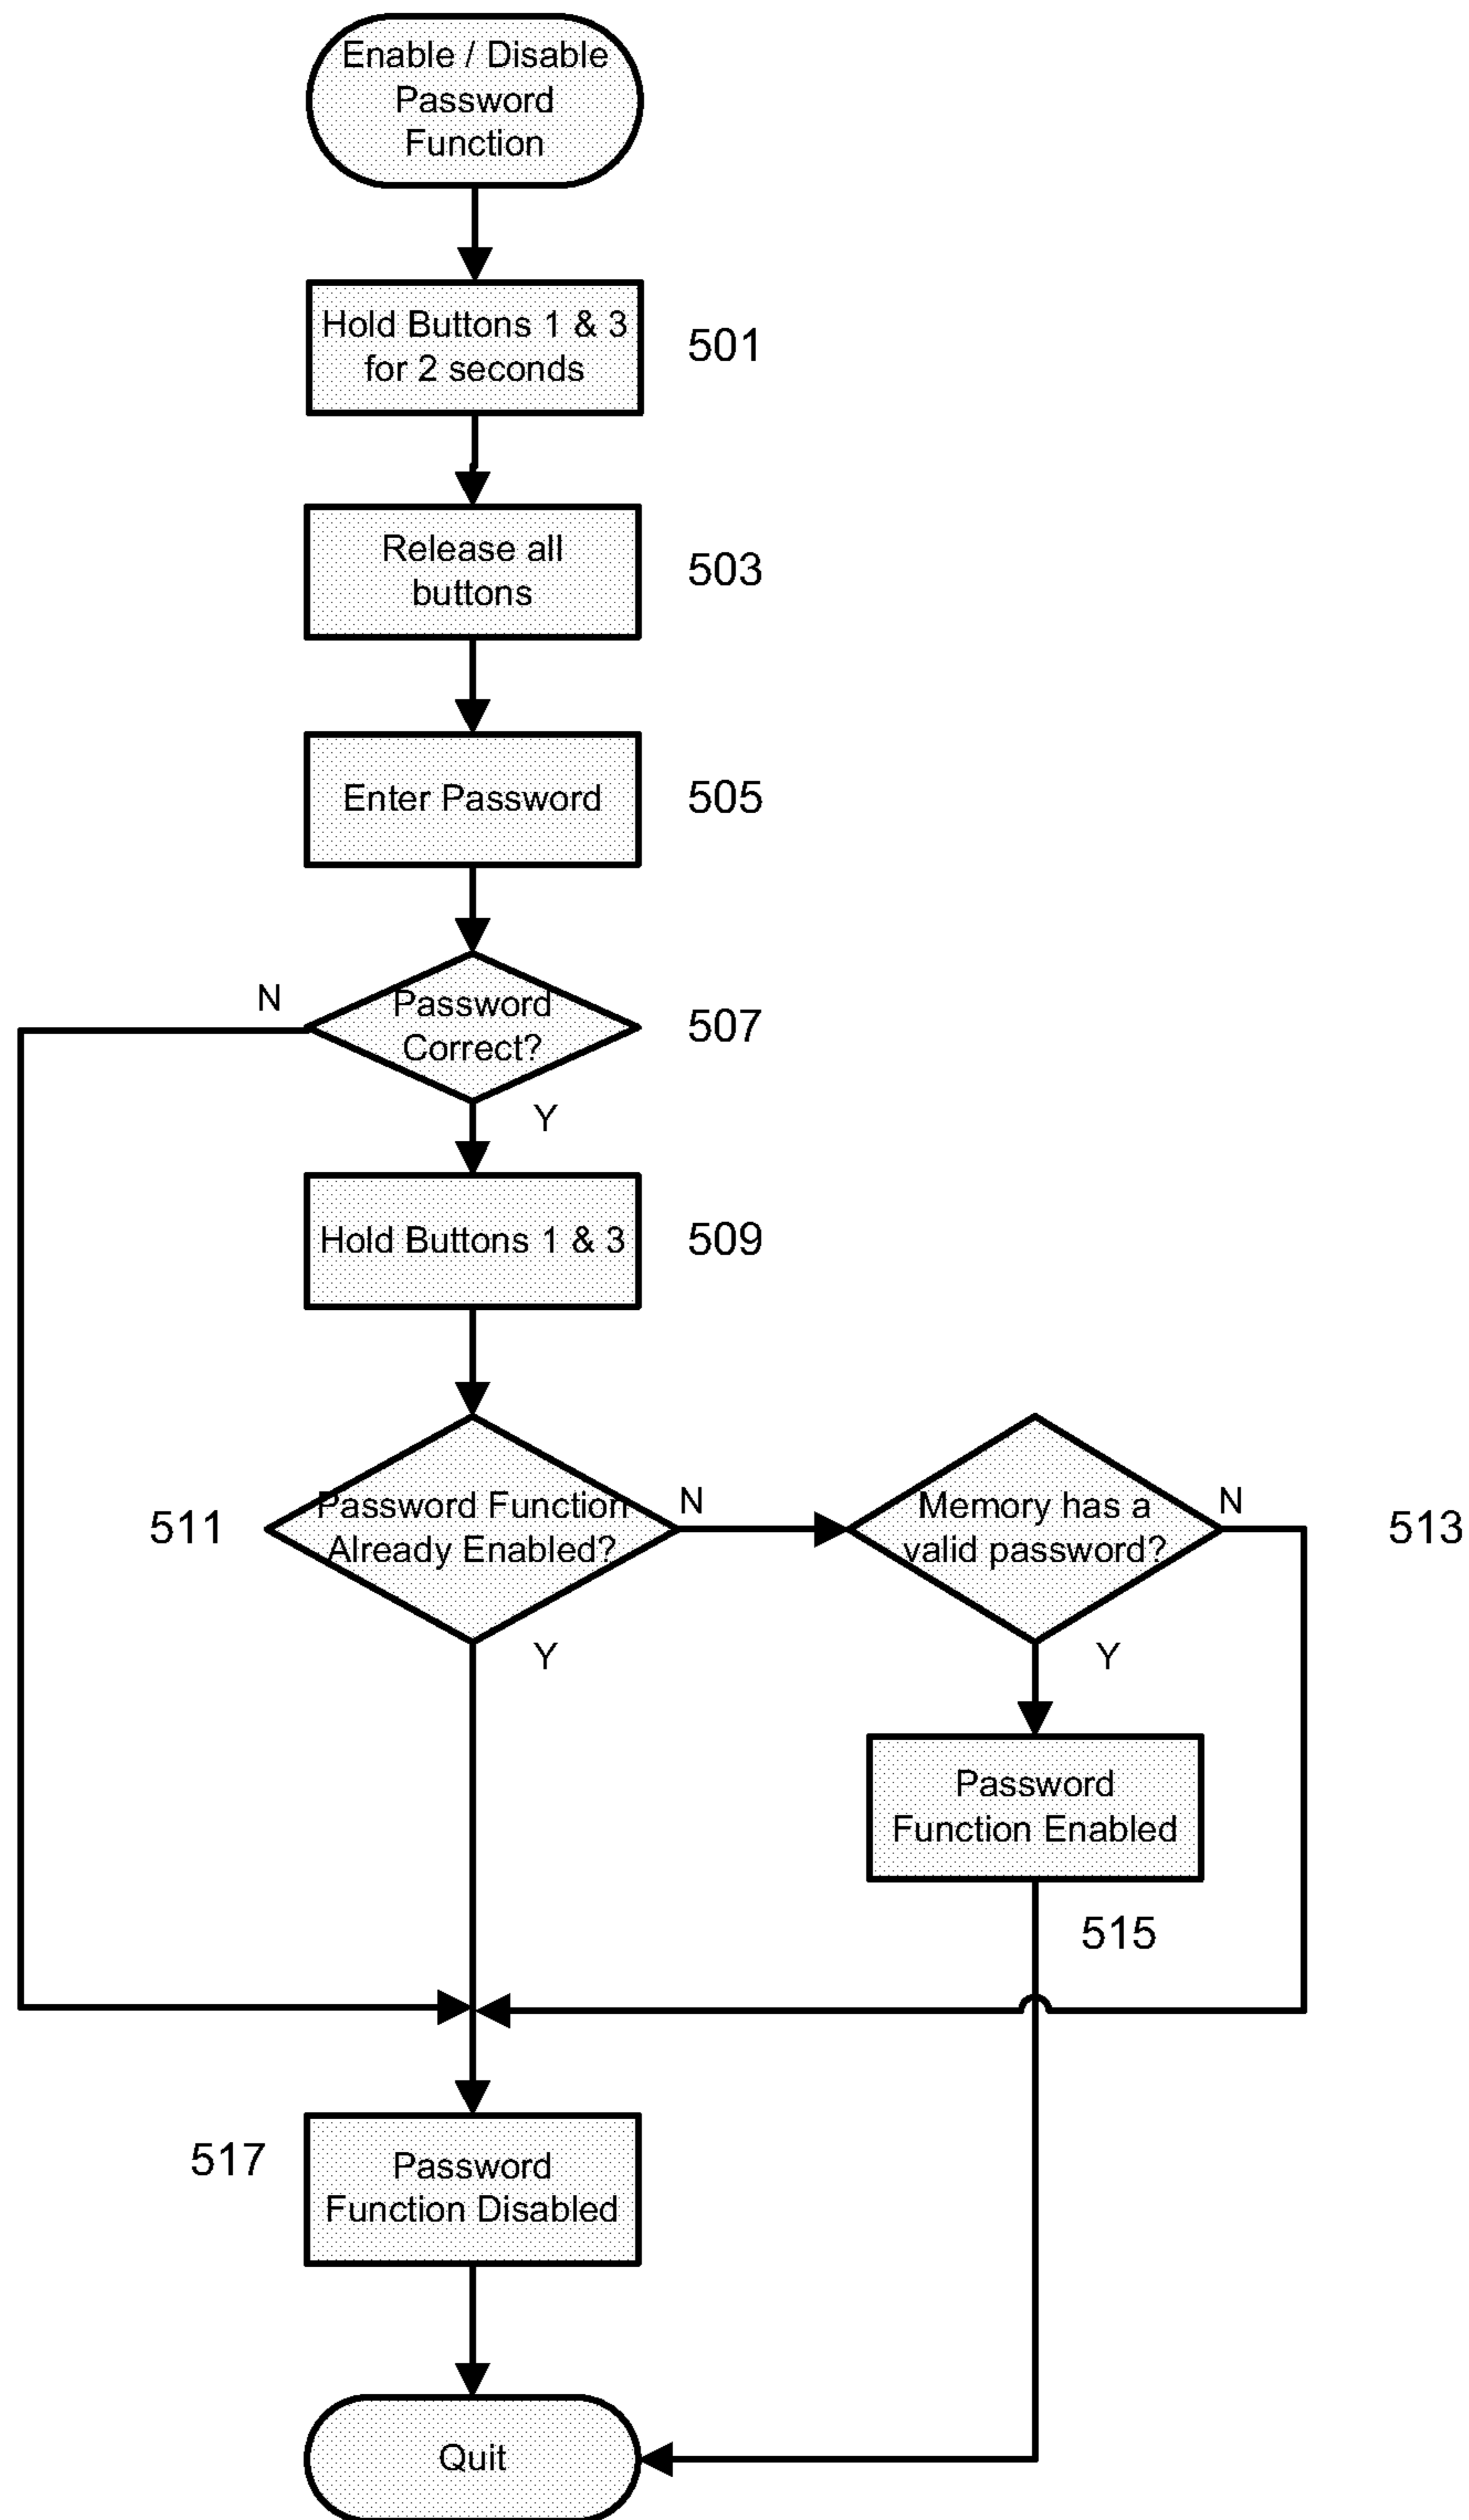 Enable / Disable
Password
Function
Hold Buttons 1 & 3
for 2 seconds
501
Release all
buttons
503
Enter Password
505
N
Password
Correct?
507
Y
Hold Buttons 1 & 3
509
511
Password Function
Already Enabled?
N
Memory has a
valid password?
N
513
Y
Y
Password
Function Enabled
515
517
Password
Function Disabled
Quit